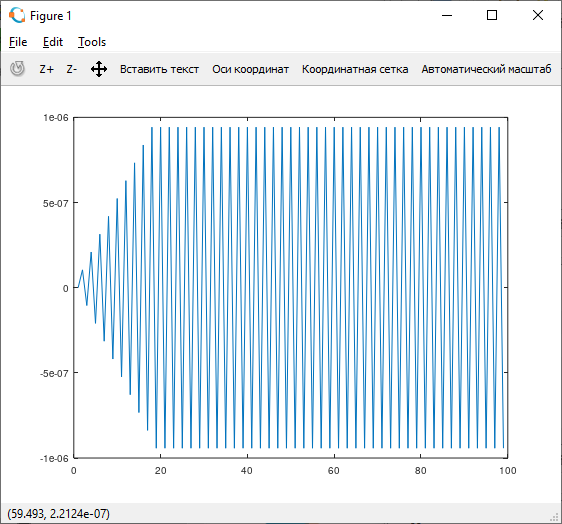 Figure 1
File Edit Tools
Z+ Z- Вставить текст Оси координат Координатная сетка Автоматический масштаб
1e-06
5e-07
0
-5e-07
-1e-06
0 20 40 60 80 100
(59.493, 2.2124e-07)